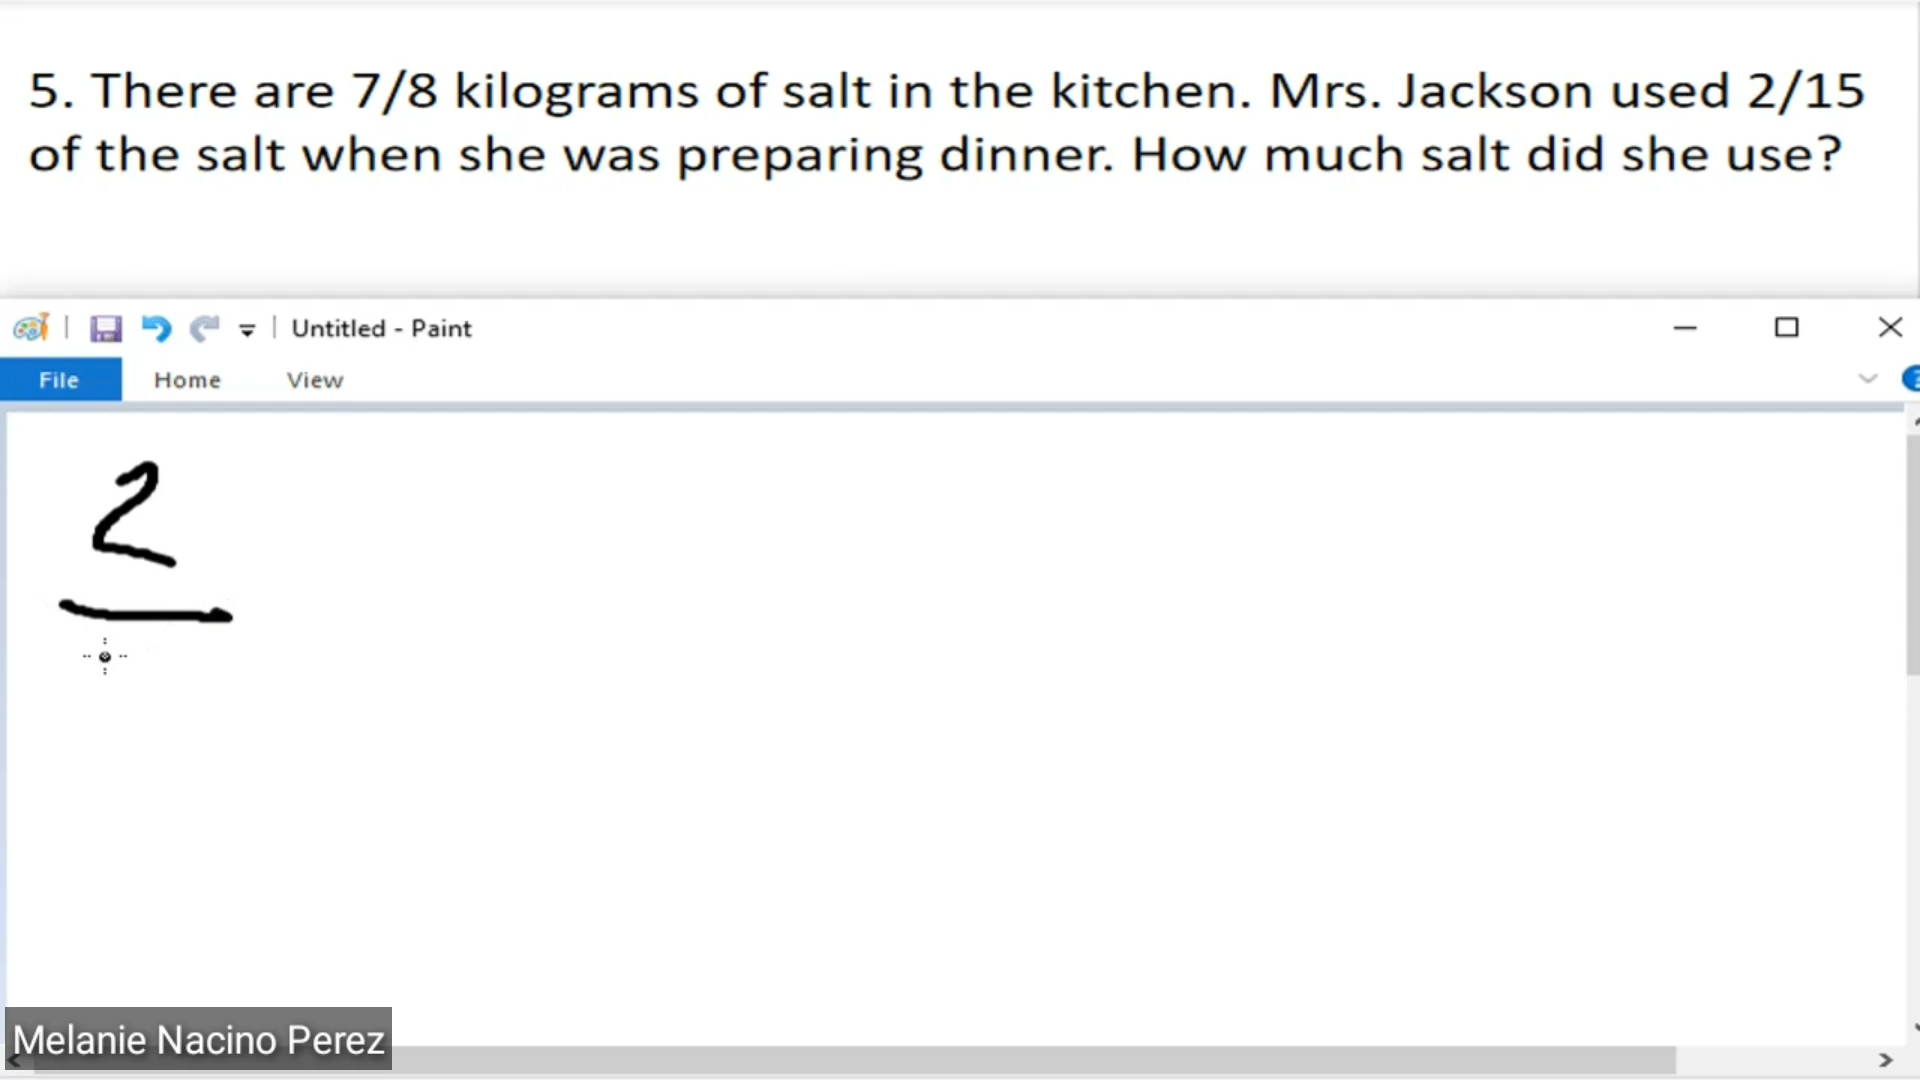 5. There are 7/8 kilograms of salt in the kitchen. Mrs. Jackson used 2/15
of the salt when she was preparing dinner. How much salt did she use?
Untitled - Paint
File Home View
2
Melanie Nacino Perez